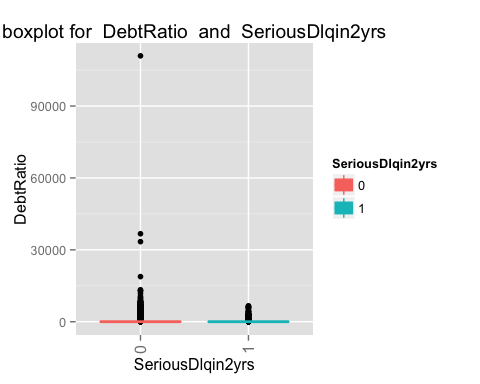 boxplot for  DebtRatio  and  SeriousDlqin2yrs
DebtRatio
90000
60000
30000
0
0
1
SeriousDlqin2yrs
SeriousDlqin2yrs
0
1